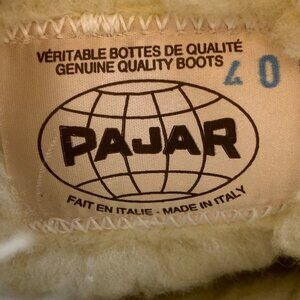 VÉRITABLE BOTTES DE QUALITÉ
GENUINE QUALITY BOOTS
40
PAJAR
FAIT EN ITALIE - MADE IN ITALY